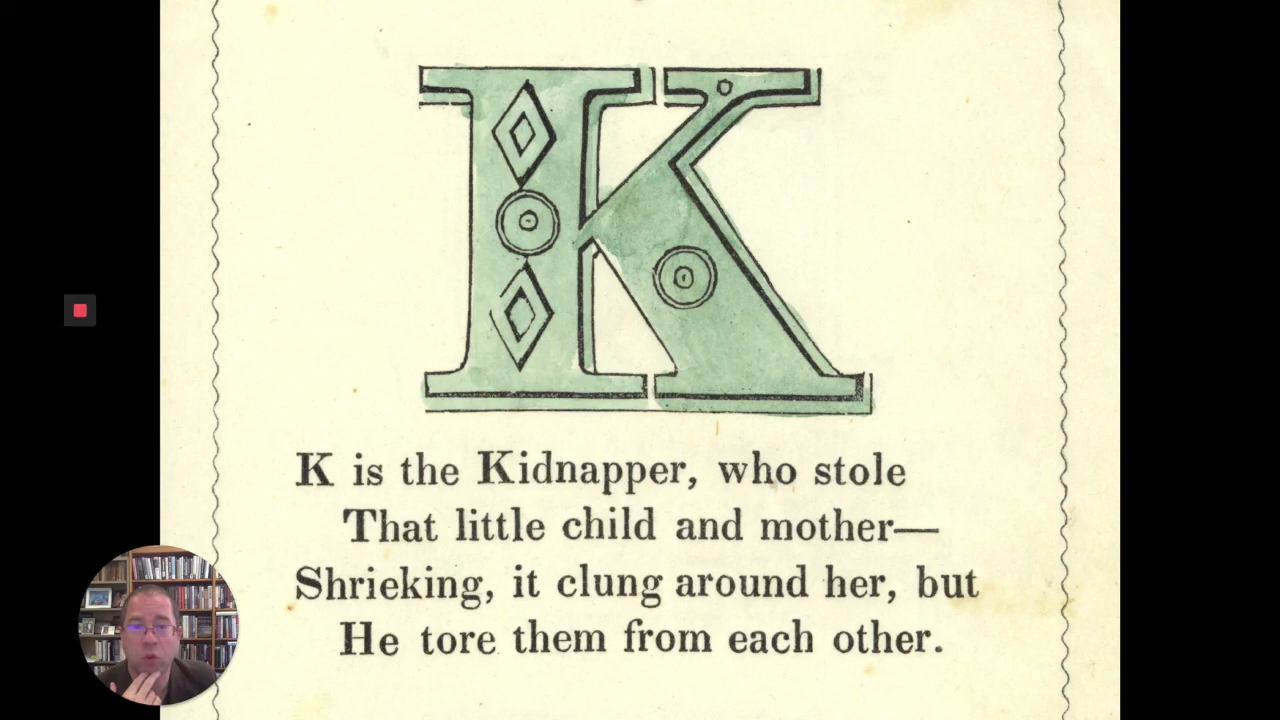 K
K is the Kidnapper, who stole
That little child and mother—
Shrieking, it clung around her, but
He tore them from each other.